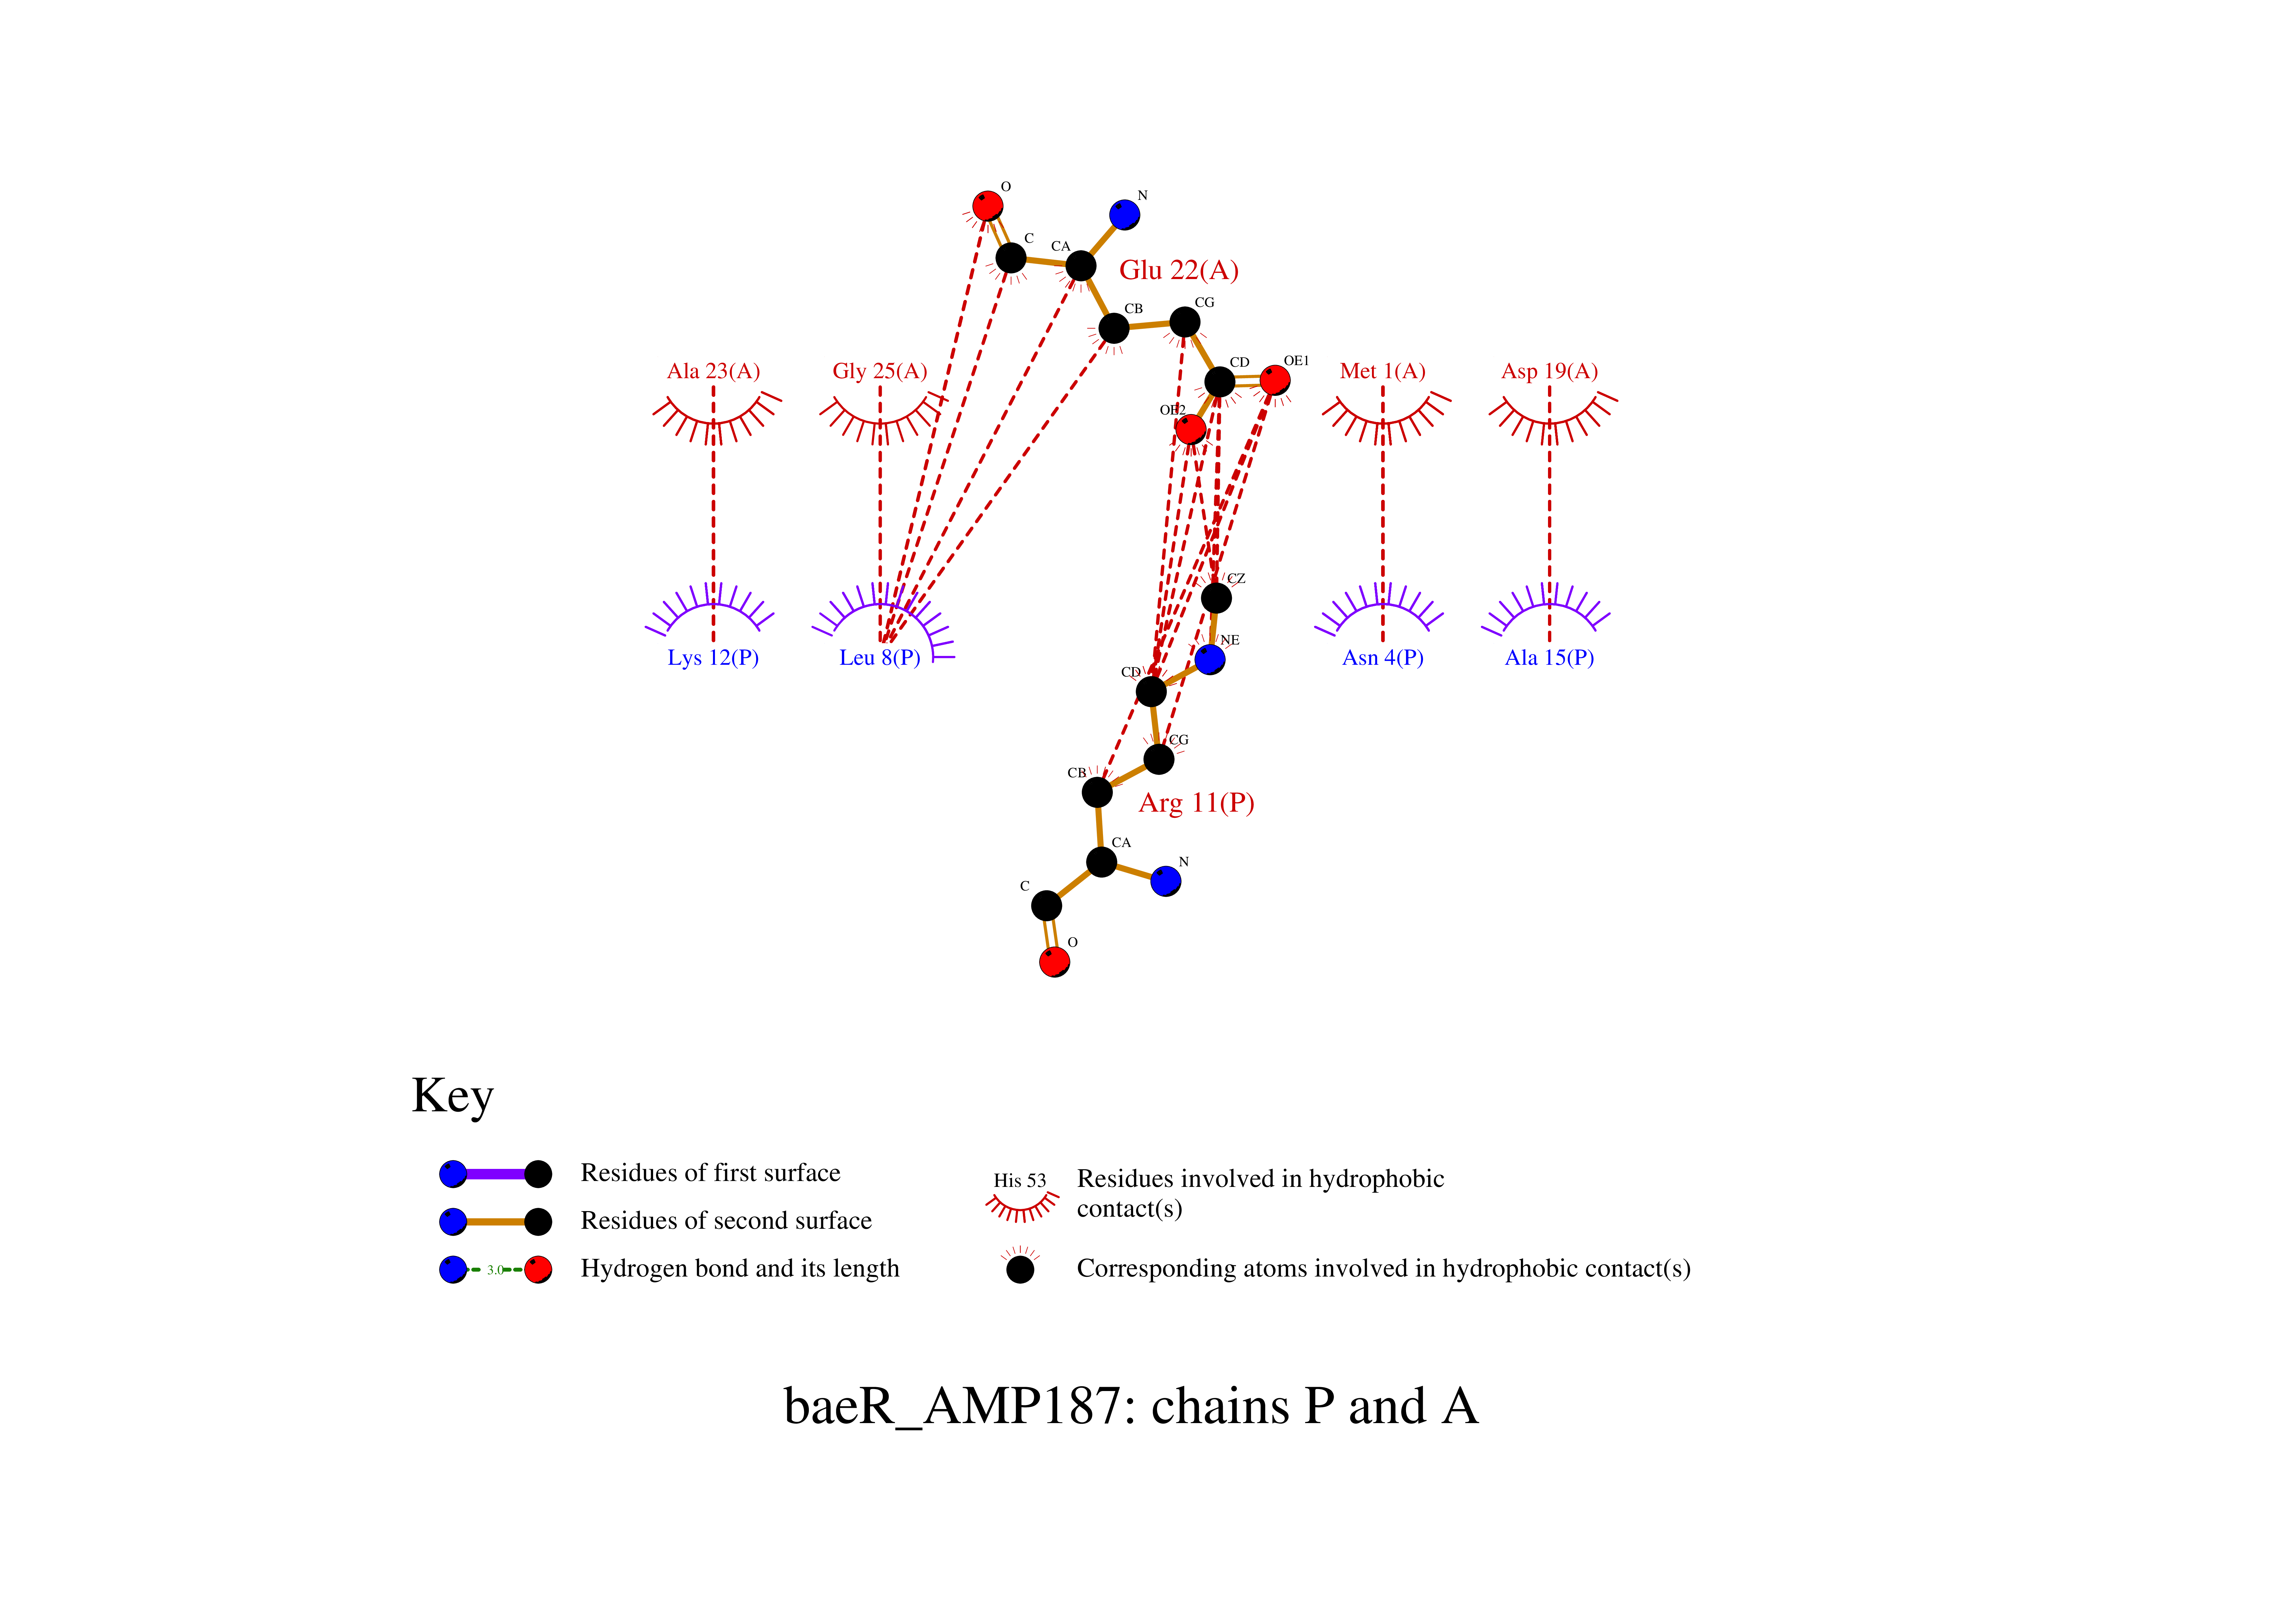 O
N
C
CA
Glu 22(A)
CB
CG
CD
OE1
Ala 23(A)
Gly 25(A)
Met 1(A)
Asp 19(A)
OE2
CZ
NE
Lys 12(P)
Leu 8(P)
Asn 4(P)
Ala 15(P)
CD
CG
CB
Arg 11(P)
CA
N
C
O
Key
Residues of first surface
Residues of second surface
3.0
Hydrogen bond and its length
His 53
Residues involved in hydrophobic
contact(s)
Corresponding atoms involved in hydrophobic contact(s)
baeR_AMP187: chains P and A